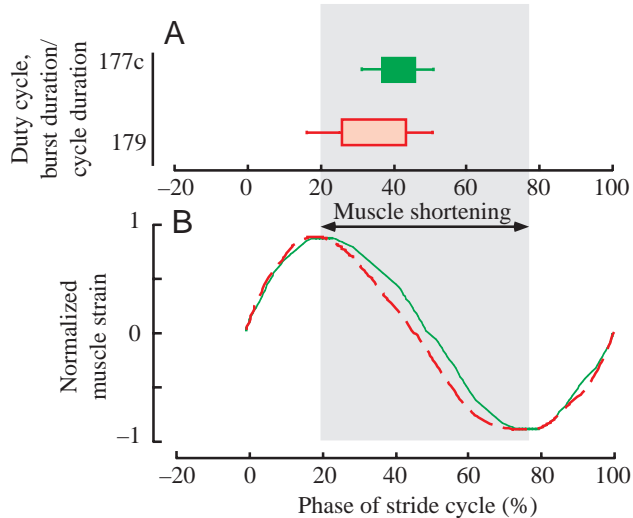 A
Duty cycle,
burst duration/
cycle duration
177c
179
–20 0 20 40 60 80 100
B
Muscle shortening
Normalized
muscle strain
1
0
–1
–20 0 20 40 60 80 100
Phase of stride cycle (%)